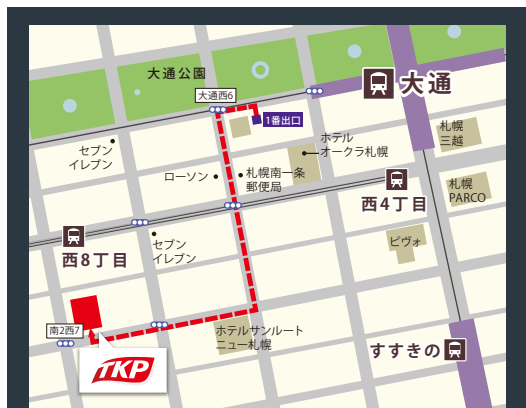 大通公園
大通
大通西6
1番出口
セブン
イレブン
ホテル
オークラ札幌
札幌
三越
ローソン
札幌南一条
郵便局
札幌
PARCO
西4丁目
西8丁目
セブン
イレブン
ピヴォ
南2西7
ホテルサンルート
ニュー札幌
すすきの
TKP